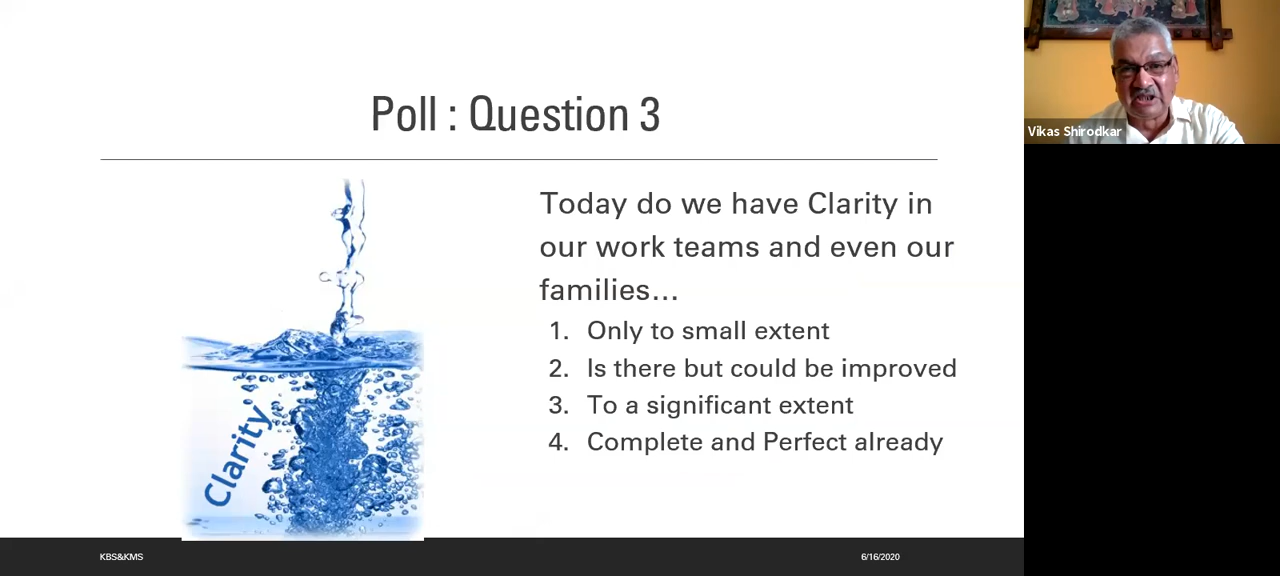 Poll : Question 3
Today do we have Clarity in
our work teams and even our
families...
1. Only to small extent
2. Is there but could be improved
3. To a significant extent
4. Complete and Perfect already
Clarity
KBS&KMS
6/16/2020
Vikas Shirodkar